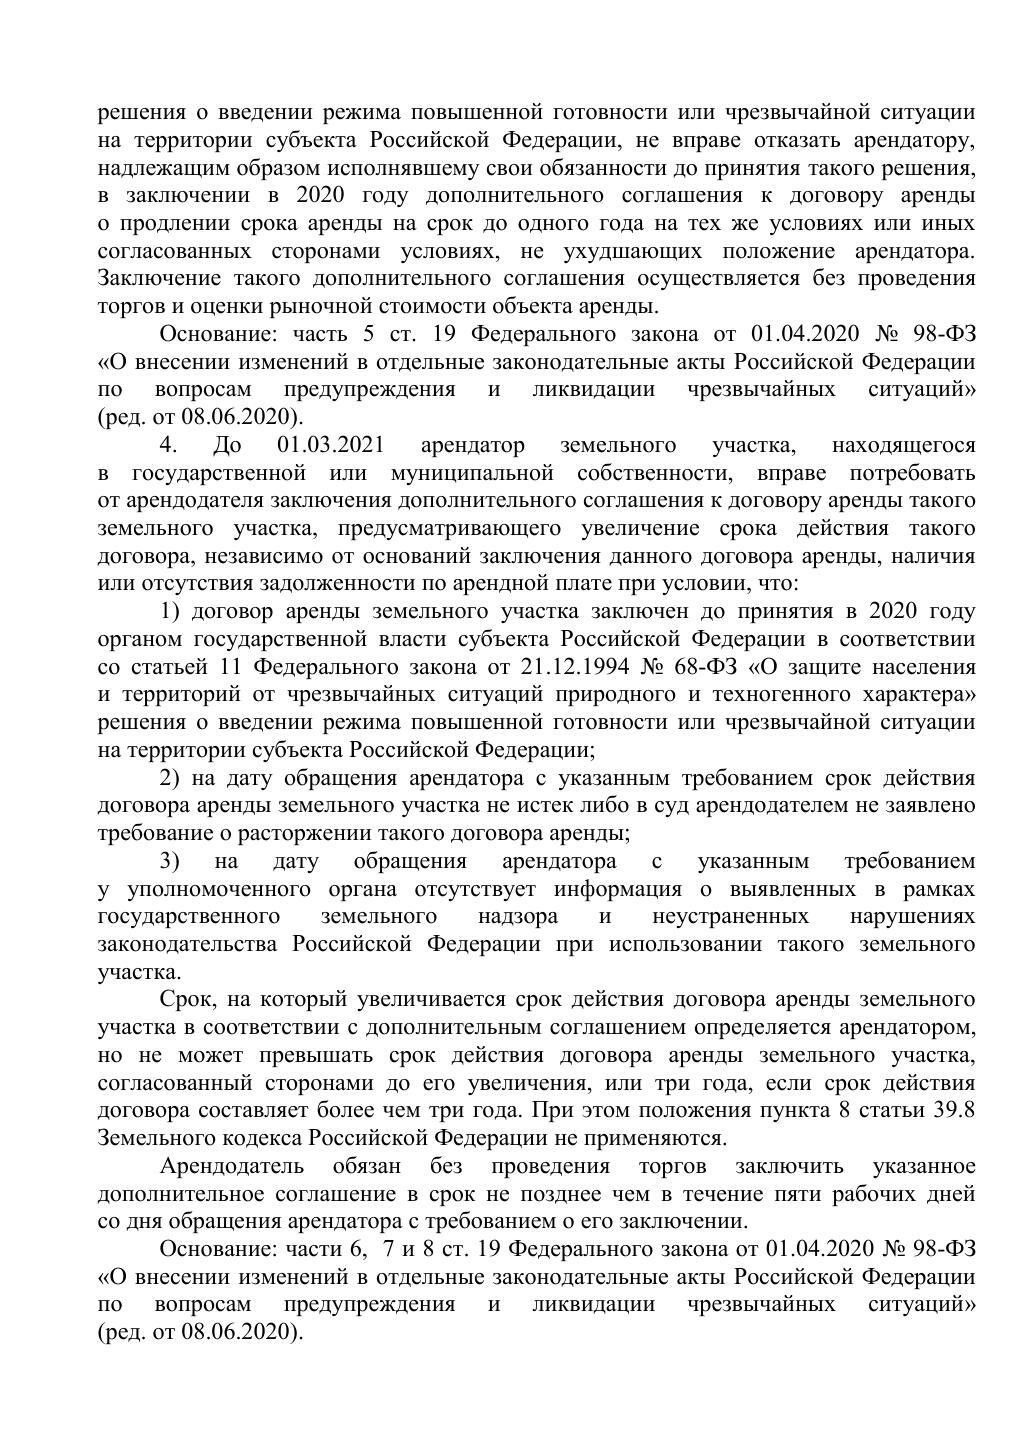 решения о введении режима повышенной готовности или чрезвычайной ситуации
на территории субъекта Российской Федерации, не вправе отказать арендатору,
надлежащим образом исполнявшему свои обязанности до принятия такого решения,
в заключении в 2020 году дополнительного соглашения к договору аренды
о продлении срока аренды на срок до одного года на тех же условиях или иных
согласованных сторонами условиях, не ухудшающих положение арендатора.
Заключение такого дополнительного соглашения осуществляется без проведения
торгов и оценки рыночной стоимости объекта аренды.
Основание: часть 5 ст. 19 Федерального закона от 01.04.2020 № 98-ФЗ
«О внесении изменений в отдельные законодательные акты Российской Федерации
по вопросам предупреждения и ликвидации чрезвычайных ситуаций»
(ред. от 08.06.2020).
4. До 01.03.2021 арендатор земельного участка, находящегося
в государственной или муниципальной собственности, вправе потребовать
от арендодателя заключения дополнительного соглашения к договору аренды такого
земельного участка, предусматривающего увеличение срока действия такого
договора, независимо от оснований заключения данного договора аренды, наличия
или отсутствия задолженности по арендной плате при условии, что:
1) договор аренды земельного участка заключен до принятия в 2020 году
органом государственной власти субъекта Российской Федерации в соответствии
со статьей 11 Федерального закона от 21.12.1994 № 68-ФЗ «О защите населения
и территорий от чрезвычайных ситуаций природного и техногенного характера»
решения о введении режима повышенной готовности или чрезвычайной ситуации
на территории субъекта Российской Федерации;
2) на дату обращения арендатора с указанным требованием срок действия
договора аренды земельного участка не истек либо в суд арендодателем не заявлено
требование о расторжении такого договора аренды;
3) на дату обращения арендатора с указанным требованием
у уполномоченного органа отсутствует информация о выявленных в рамках
государственного земельного надзора и неустраненных нарушениях
законодательства Российской Федерации при использовании такого земельного
участка.
Срок, на который увеличивается срок действия договора аренды земельного
участка в соответствии с дополнительным соглашением определяется арендатором,
но не может превышать срок действия договора аренды земельного участка,
согласованный сторонами до его увеличения, или три года, если срок действия
договора составляет более чем три года. При этом положения пункта 8 статьи 39.8
Земельного кодекса Российской Федерации не применяются.
Арендодатель обязан без проведения торгов заключить указанное
дополнительное соглашение в срок не позднее чем в течение пяти рабочих дней
со дня обращения арендатора с требованием о его заключении.
Основание: части 6, 7 и 8 ст. 19 Федерального закона от 01.04.2020 № 98-ФЗ
«О внесении изменений в отдельные законодательные акты Российской Федерации
по вопросам предупреждения и ликвидации чрезвычайных ситуаций»
(ред. от 08.06.2020).